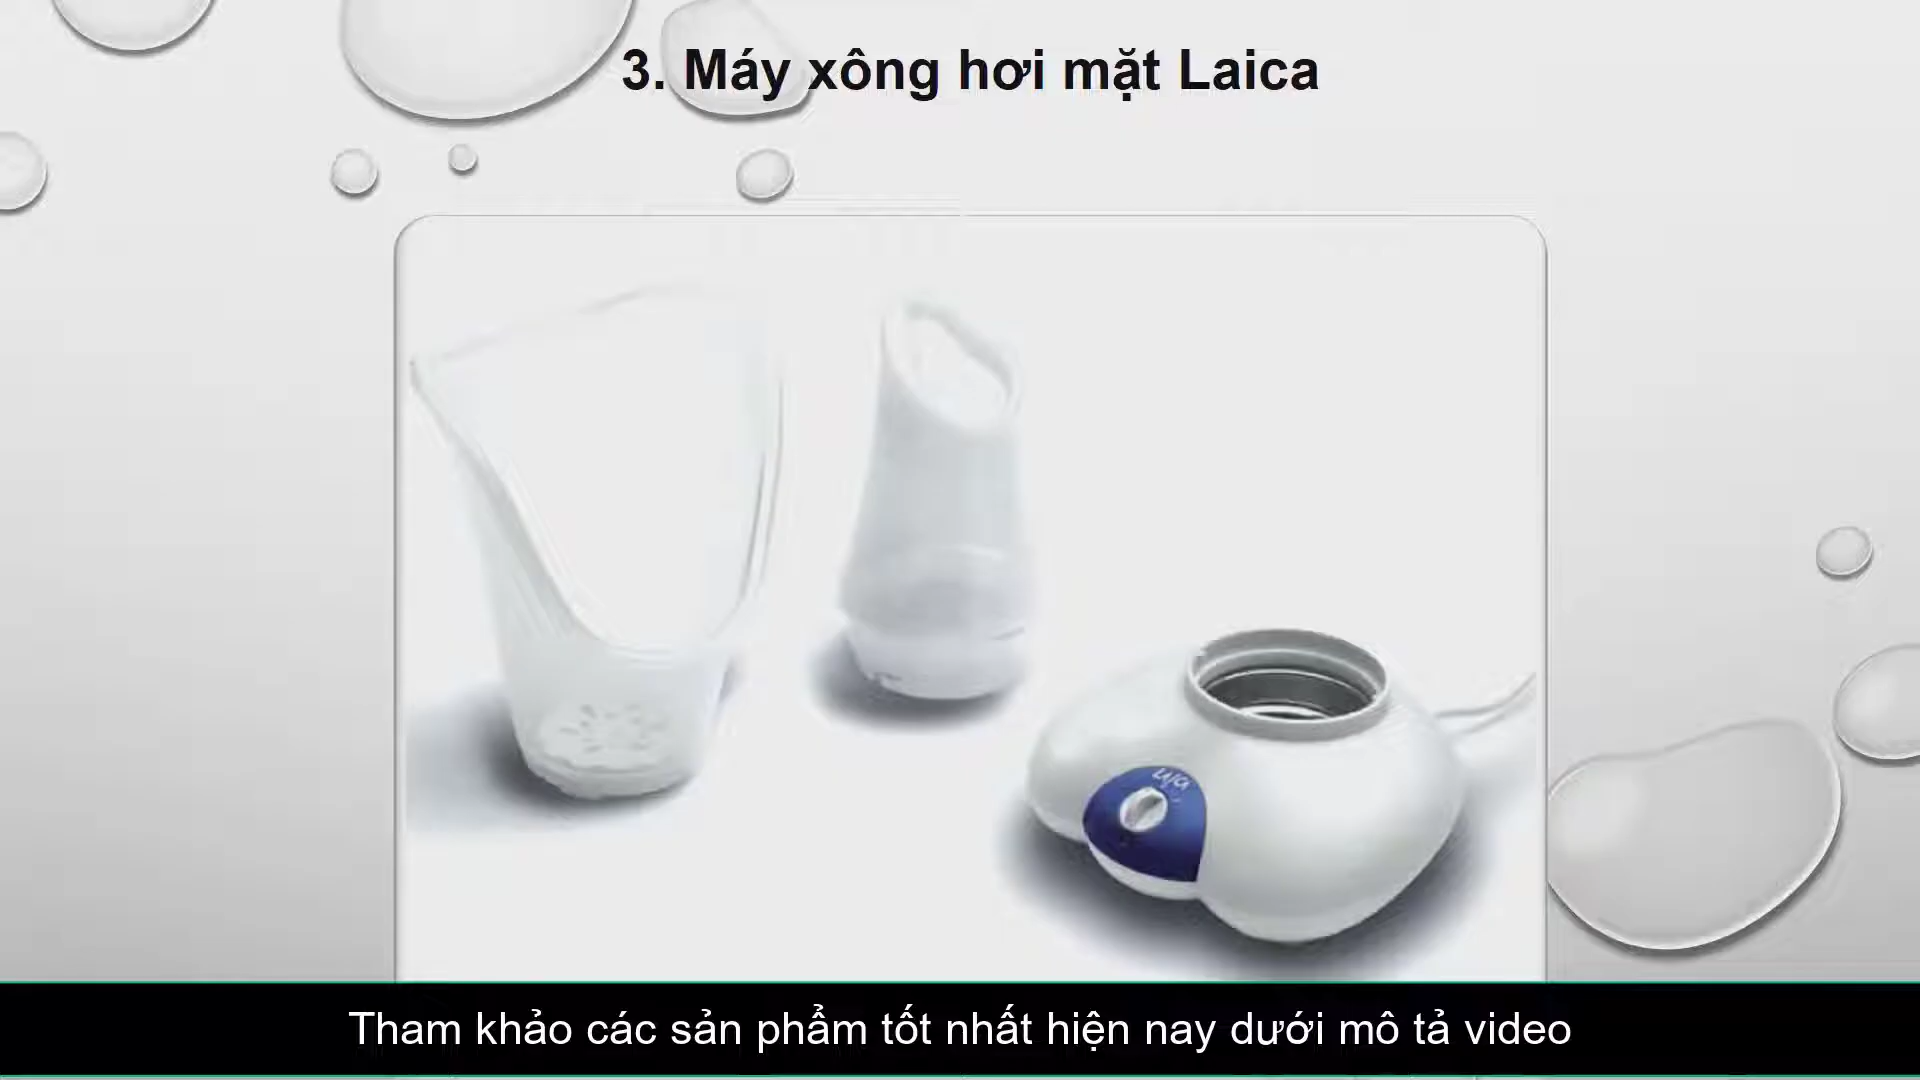 3. Máy xông hơi mặt Laica
Laica
Tham khảo các sản phẩm tốt nhất hiện nay dưới mô tả video